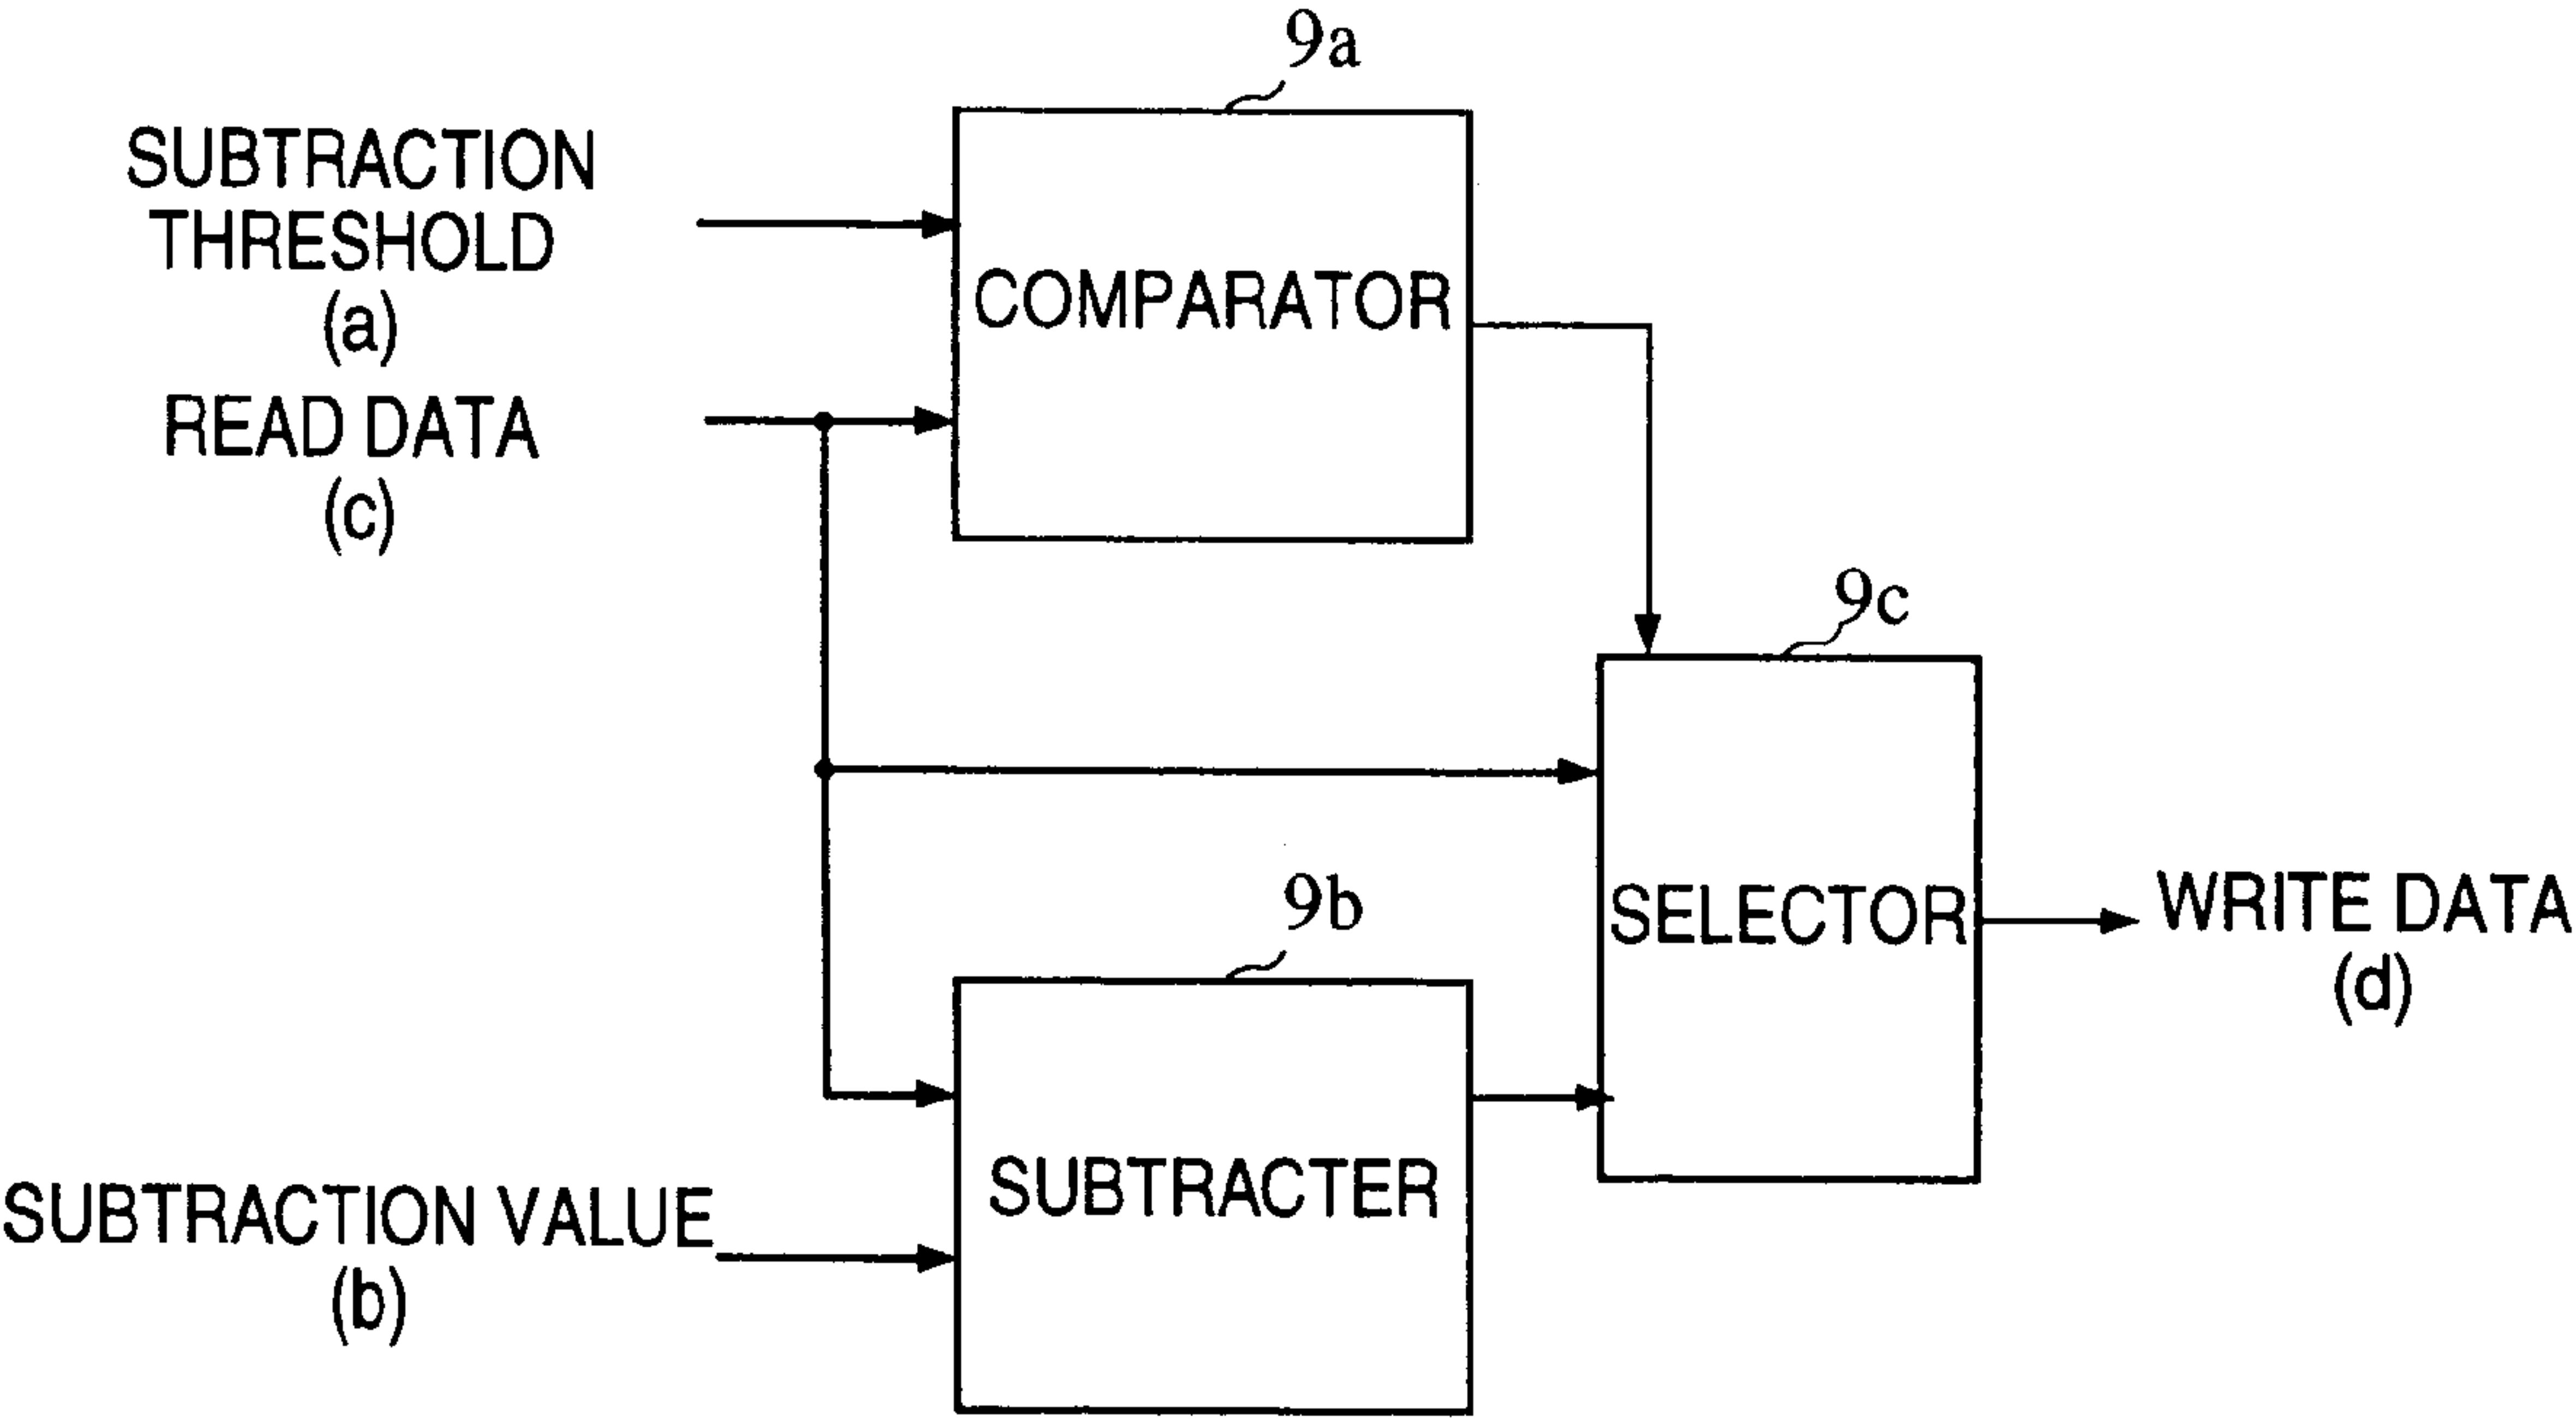 9a
SUBTRACTION
THRESHOLD
(a)
COMPARATOR
READ DATA
(c)
9c
9b
SELECTOR
WRITE DATA
(d)
SUBTRACTER
SUBTRACTION VALUE
(b)